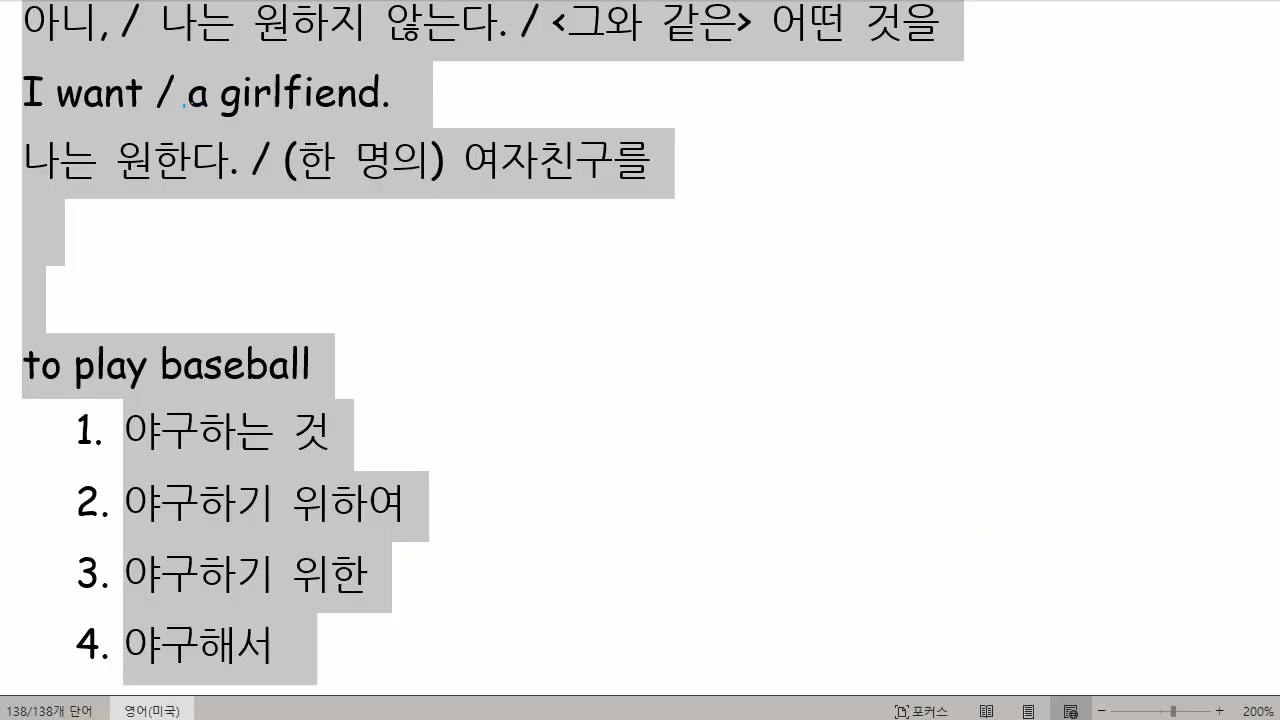 아니, / 나는 원하지 않는다. / <그와 같은> 어떤 것을
I want / a girlfiend.
나는 원한다. / (한 명의) 여자친구를
to play baseball
1. 야구하는 것
2. 야구하기 위하여
3. 야구하기 위한
4. 야구해서
138/138개 단어 영어(미국) 포커스 200%